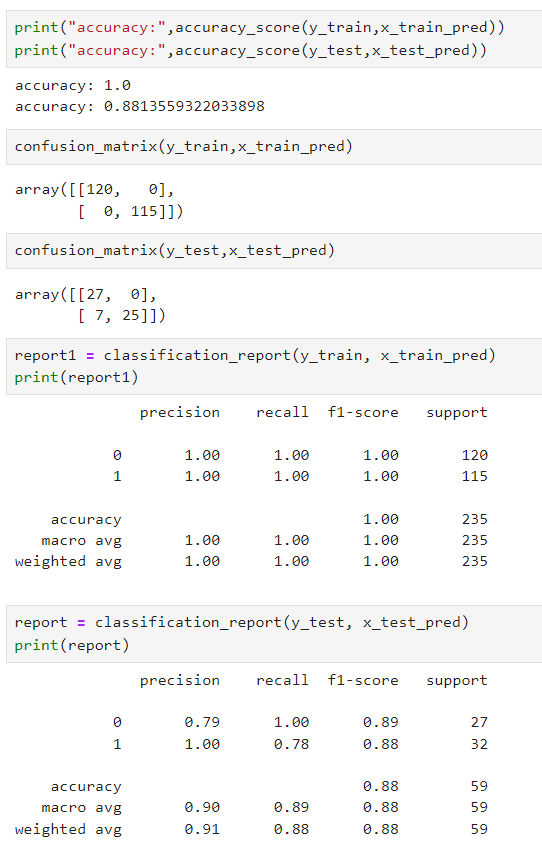 print("accuracy:",accuracy_score(y_train,x_train_pred))
print("accuracy:",accuracy_score(y_test,x_test_pred))
accuracy: 1.0
accuracy: 0.8813559322033898
confusion_matrix(y_train,x_train_pred)
array([[120,   0],
       [  0, 115]])
confusion_matrix(y_test,x_test_pred)
array([[27,  0],
       [ 7, 25]])
report1 = classification_report(y_train, x_train_pred)
print(report1)
              precision    recall  f1-score   support
           0       1.00      1.00      1.00       120
           1       1.00      1.00      1.00       115
    accuracy                           1.00       235
   macro avg       1.00      1.00      1.00       235
weighted avg       1.00      1.00      1.00       235
report = classification_report(y_test, x_test_pred)
print(report)
              precision    recall  f1-score   support
           0       0.79      1.00      0.89        27
           1       1.00      0.78      0.88        32
    accuracy                           0.88        59
   macro avg       0.90      0.89      0.88        59
weighted avg       0.91      0.88      0.88        59